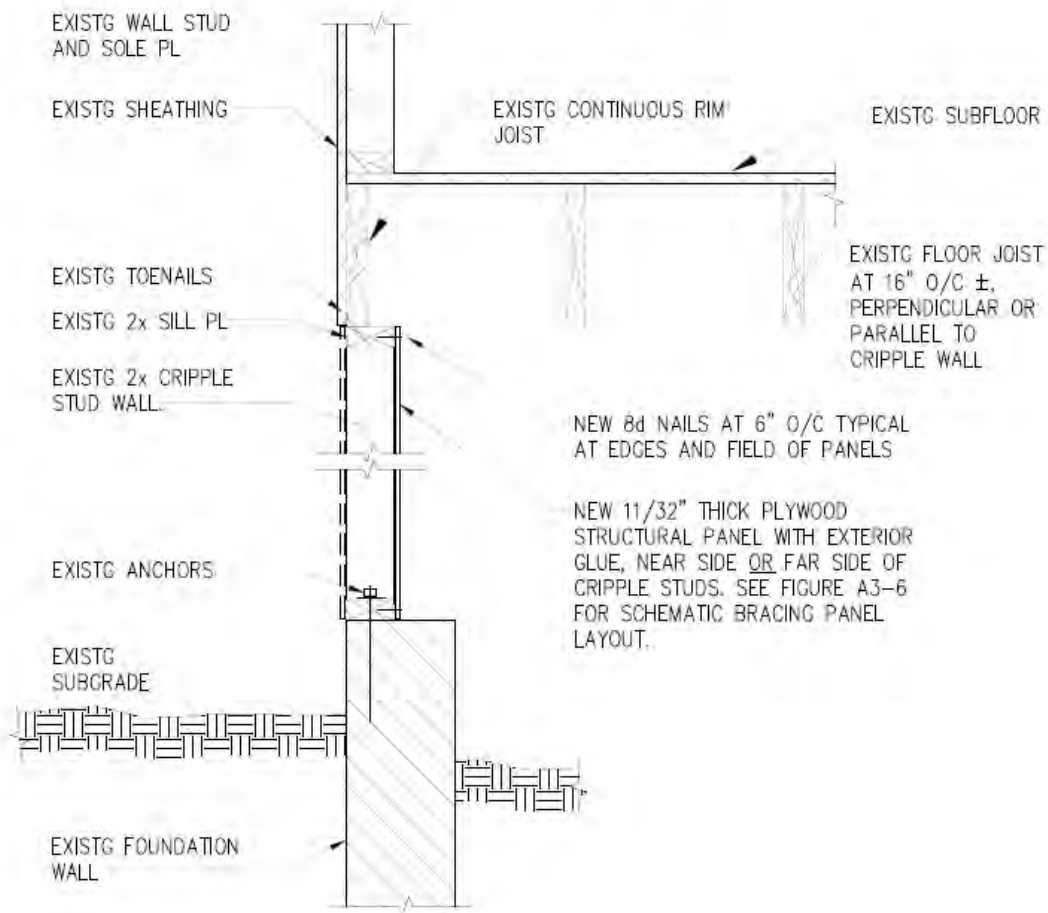 EXISTG WALL STUD
AND SOLE PL
EXISTG SHEATHING
EXISTG CONTINUOUS RIM
JOIST
EXISTG SUBFLOOR
EXISTG TOENAILS
EXISTG 2x SILL PL
EXISTG 2x CRIPPLE
STUD WALL.
EXISTG FLOOR JOIST
AT 16" O/C ±,
PERPENDICULAR OR
PARALLEL TO
CRIPPLE WALL
NEW 8d NAILS AT 6" O/C TYPICAL
AT EDGES AND FIELD OF PANELS
NEW 11/32" THICK PLYWOOD
STRUCTURAL PANEL WITH EXTERIOR
GLUE, NEAR SIDE OR FAR SIDE OF
CRIPPLE STUDS. SEE FIGURE A3-6
FOR SCHEMATIC BRACING PANEL
LAYOUT.
EXISTG ANCHORS
EXISTG
SUBGRADE
EXISTG FOUNDATION
WALL